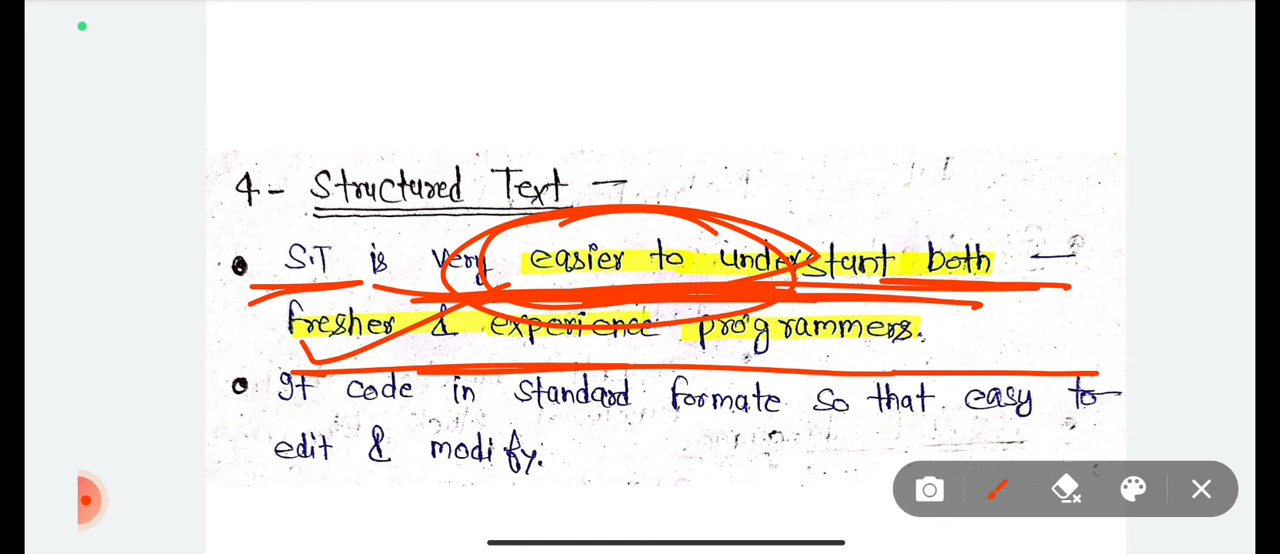 4- Structured Text -
• S.T is very easier to understant both -
fresher & experience programmers.
• It code in standard formate so that easy to
edit & modify.